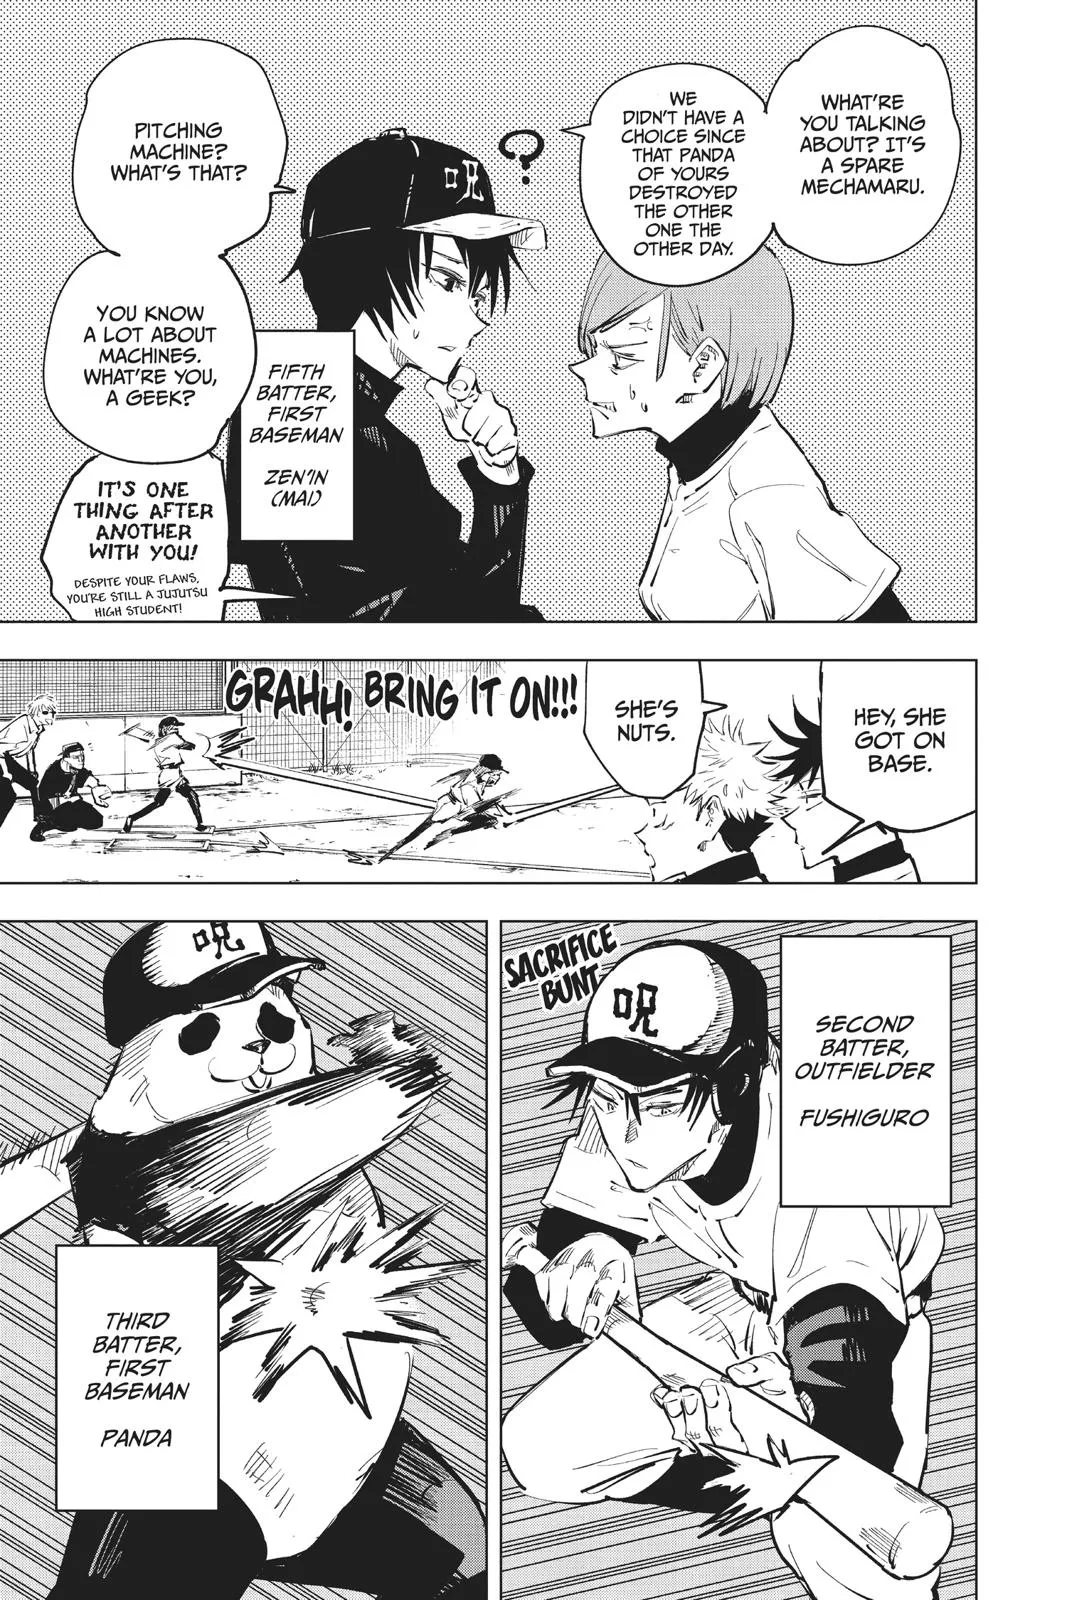 WHAT'RE
YOU TALKING
ABOUT? IT'S
A SPARE
MECHAMARU.
WE
DIDN'T HAVE A
CHOICE SINCE
THAT PANDA
OF YOURS
DESTROYED
THE OTHER
ONE THE
OTHER DAY.
?
呪
PITCHING
MACHINE?
WHAT'S THAT?
YOU KNOW
A LOT ABOUT
MACHINES.
WHAT'RE YOU,
A GEEK?
FIFTH
BATTER,
FIRST
BASEMAN
ZEN'IN
(MAI)
IT'S ONE
THING AFTER
ANOTHER
WITH YOU!
DESPITE YOUR FLAWS,
YOU'RE STILL A JUJUTSU
HIGH STUDENT!
HEY, SHE
GOT ON
BASE.
SHE'S
NUTS.
GRAHH! BRING IT ON!!!
SACRIFICE
BUNT
呪
SECOND
BATTER,
OUTFIELDER
FUSHIGURO
呪
THIRD
BATTER,
FIRST
BASEMAN
PANDA